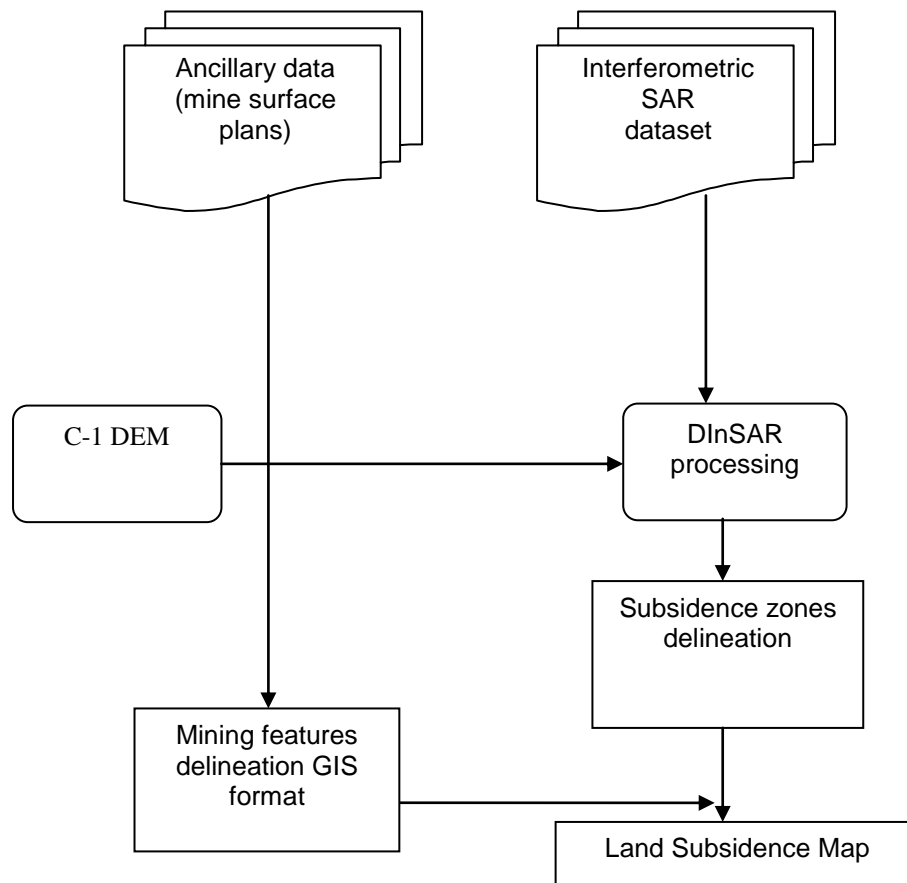 Ancillary data
(mine surface
plans)
Interferometric
SAR
dataset
C-1 DEM
DInSAR
processing
Subsidence zones
delineation
Mining features
delineation GIS
format
Land Subsidence Map